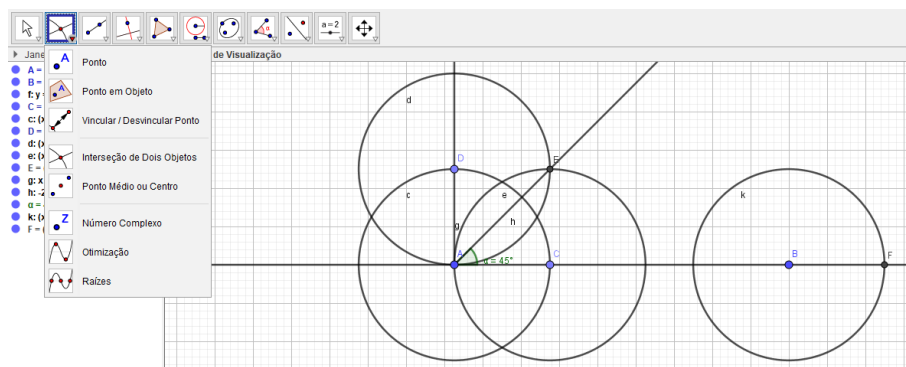 a=2
Jane
de Visualização
A =
B =
f: y =
C =
c: (x
D =
d: (x
e: (x
E =
g: x
h: -2
α =
k: (x
F = (
A Ponto
A Ponto em Objeto
Vincular / Desvincular Ponto
Interseção de Dois Objetos
Ponto Médio ou Centro
Z Número Complexo
Otimização
Raízes
d
D
E
c
e
k
g
h
A
α = 45°
C
B
F